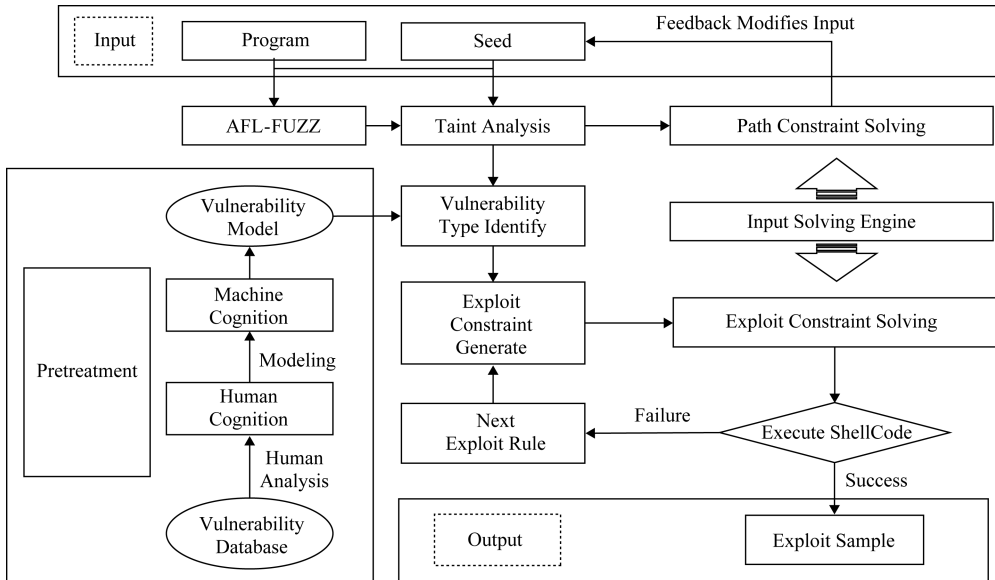 Input
Program
Seed
Feedback Modifies Input
AFL-FUZZ
Taint Analysis
Path Constraint Solving
Vulnerability
Model
Vulnerability
Type Identify
Input Solving Engine
Pretreatment
Machine
Cognition
Exploit
Constraint
Generate
Exploit Constraint Solving
Modeling
Human
Cognition
Next
Exploit Rule
Failure
Execute ShellCode
Human
Analysis
Success
Vulnerability
Database
Output
Exploit Sample